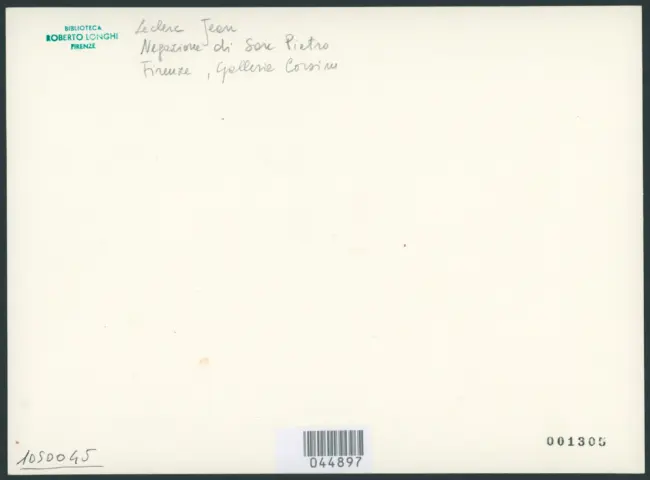 BIBLIOTECA
ROBERTO LONGHI
FIRENZE
Leclerc Jean
Negazione di San Pietro
Firenze, Galleria Corsini
1050045
044897
001305